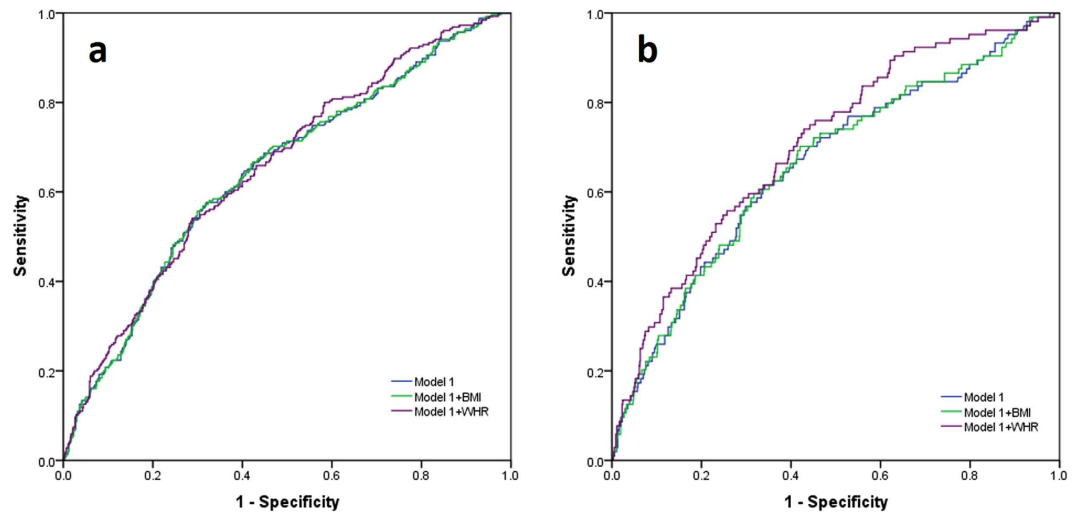 a
1.0
0.8
0.6
0.4
0.2
0.0
Sensitivity
Model 1
Model 1+BMI
Model 1+WHR
0.0 0.2 0.4 0.6 0.8 1.0
1 - Specificity
b
1.0
0.8
0.6
0.4
0.2
0.0
Sensitivity
Model 1
Model 1+BMI
Model 1+WHR
0.0 0.2 0.4 0.6 0.8 1.0
1 - Specificity